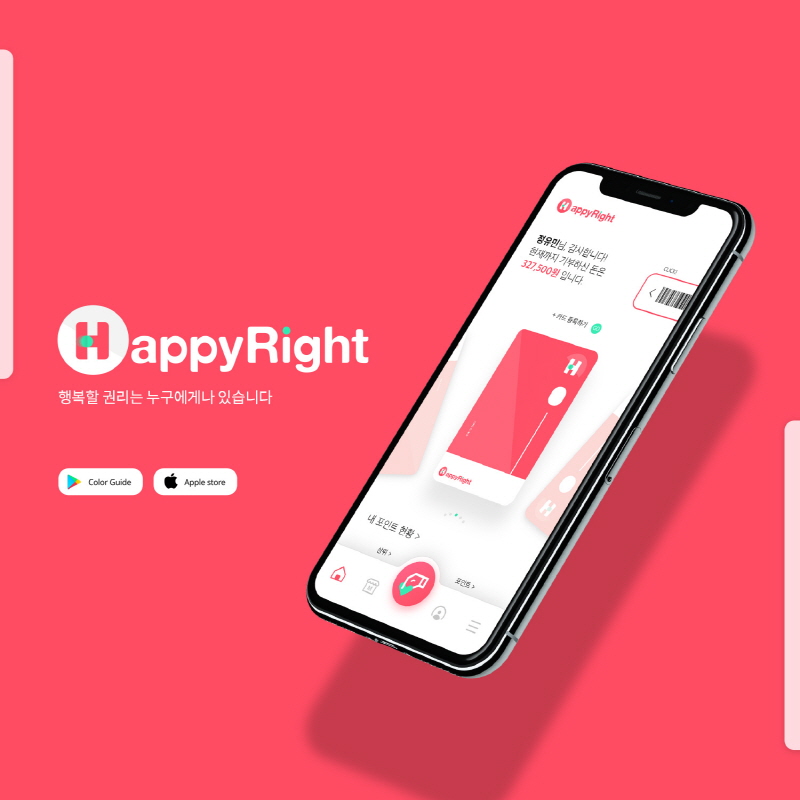 HappyRight
행복할 권리는 누구에게나 있습니다
Color Guide
Apple store
HappyRight
정유민님, 감사합니다!
현재까지 기부하신 돈은
327,500원 입니다
CLICK!
+ 카드 등록하기
HappyRight
내 포인트 현황 >
포인트 >